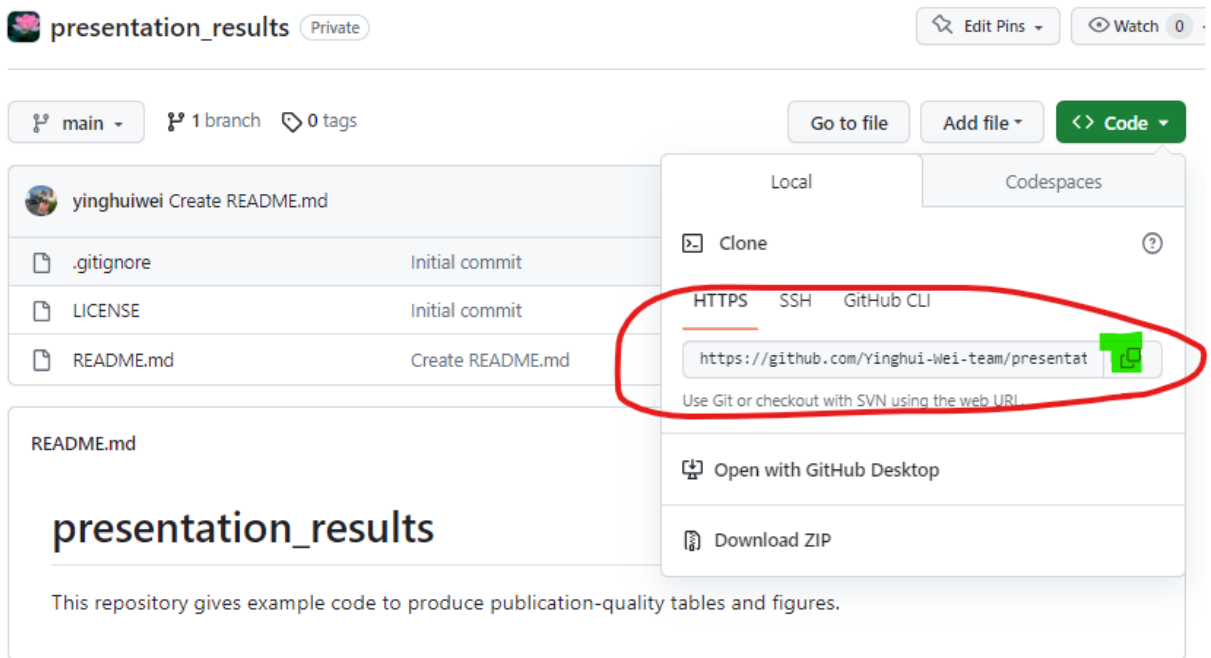 presentation_results Private Edit Pins Watch 0
main 1 branch 0 tags Go to file Add file Code
yinghuiwei Create README.md
.gitignore Initial commit
LICENSE Initial commit
README.md Create README.md
Local Codespaces
Clone
HTTPS SSH GitHub CLI
https://github.com/Yinghui-Wei-team/presentat
Use Git or checkout with SVN using the web URL.
Open with GitHub Desktop
Download ZIP
README.md
presentation_results
This repository gives example code to produce publication-quality tables and figures.